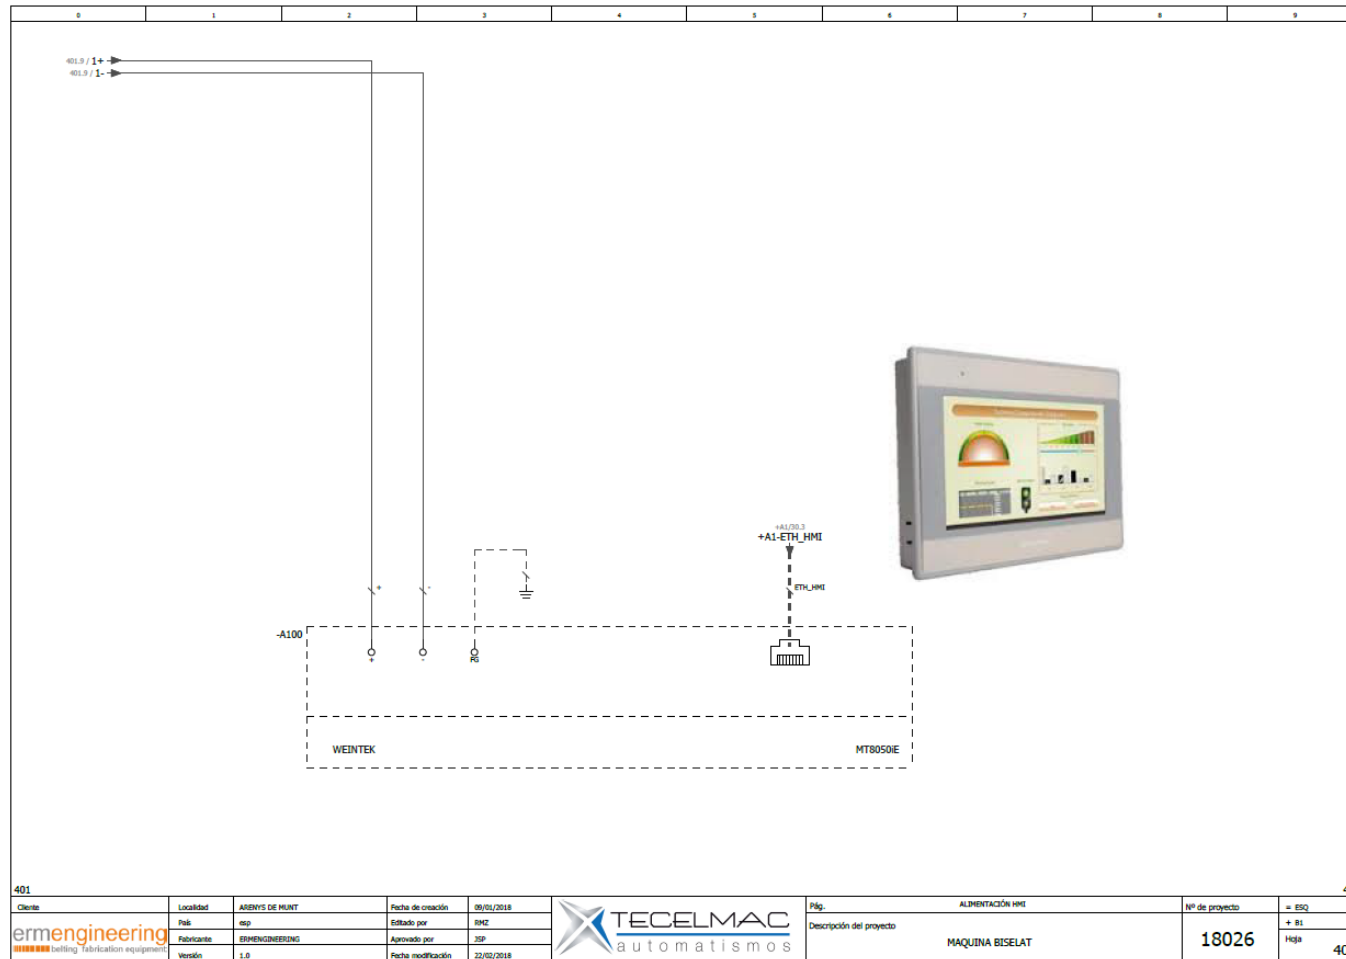 0 1 2 3 4 5 6 7 8 9
401.9 / 1+
401.9 / 1-
+A1/30.3
+A1-ETH_HMI
+ - ETH_HMI
-A100
+ - FG
WEINTEK MT8050iE
401
Cliente
ermengineering
belting fabrication equipment
Localidad ARENYS DE MUNT
País esp
Fabricante ERMENGINEERING
Versión 1.0
Fecha de creación 09/01/2018
Editado por RMZ
Aprovado por JSP
Fecha modificación 22/02/2018
TECELMAC
automatismos
Pág. ALIMENTACIÓN HMI
Descripción del proyecto
MAQUINA BISELAT
Nº de proyecto
18026
= ESQ
+ B1
Hoja
40